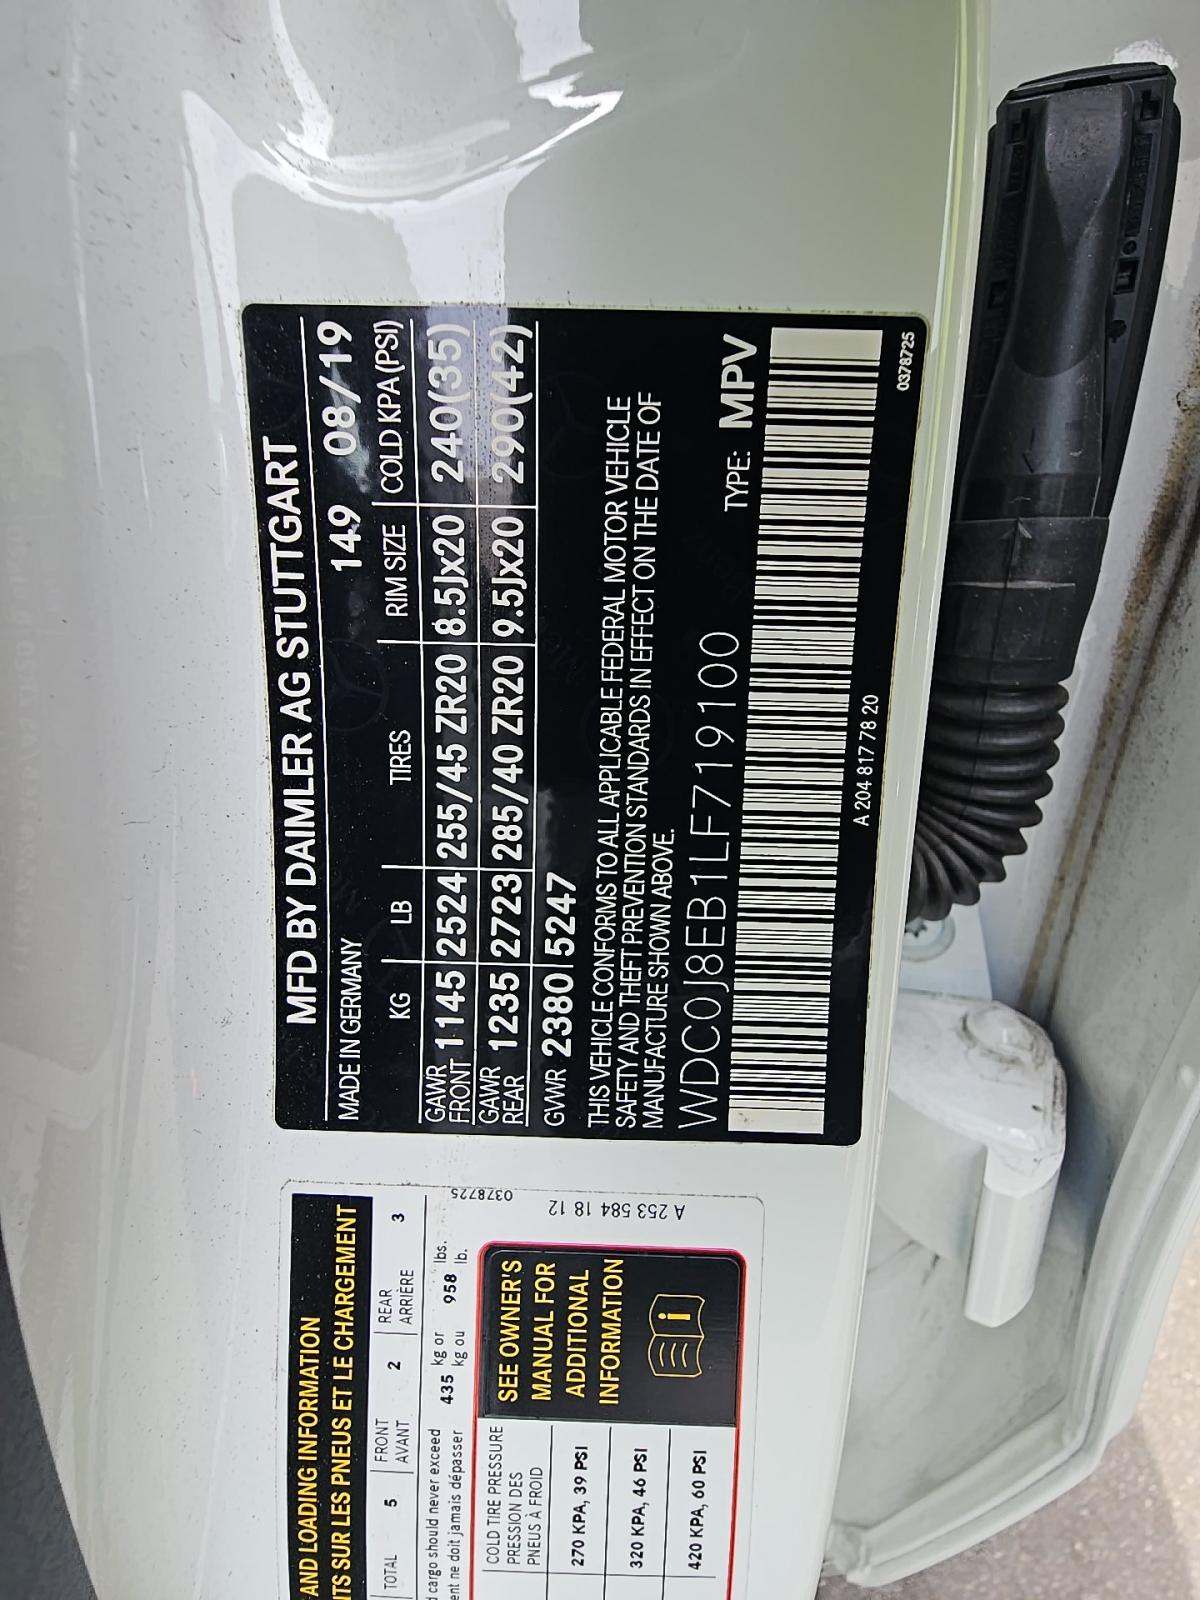 MFD BY DAIMLER AG STUTTGART
MADE IN GERMANY 149 08/19
KG LB TIRES RIM SIZE COLD KPA (PSI)
GAWR FRONT 1145 2524 255/45 ZR20 8.5Jx20 240(35)
GAWR REAR 1235 2723 285/40 ZR20 9.5Jx20 290(42)
GVWR 2380 5247
THIS VEHICLE CONFORMS TO ALL APPLICABLE FEDERAL MOTOR VEHICLE
SAFETY AND THEFT PREVENTION STANDARDS IN EFFECT ON THE DATE OF
MANUFACTURE SHOWN ABOVE.
WDC0J8EB1LF719100 TYPE: MPV
A 204 817 78 20
0378725
AND LOADING INFORMATION
NTS SUR LES PNEUS ET LE CHARGEMENT
TOTAL 5 FRONT AVANT 2 REAR ARRIÈRE 3
d cargo should never exceed 435 kg or lbs.
ent ne doit jamais dépasser kg ou 958 lb.
COLD TIRE PRESSURE
PRESSION DES
PNEUS À FROID
270 KPA, 39 PSI
320 KPA, 46 PSI
420 KPA, 60 PSI
SEE OWNER'S
MANUAL FOR
ADDITIONAL
INFORMATION
i
0378725
A 253 584 18 12